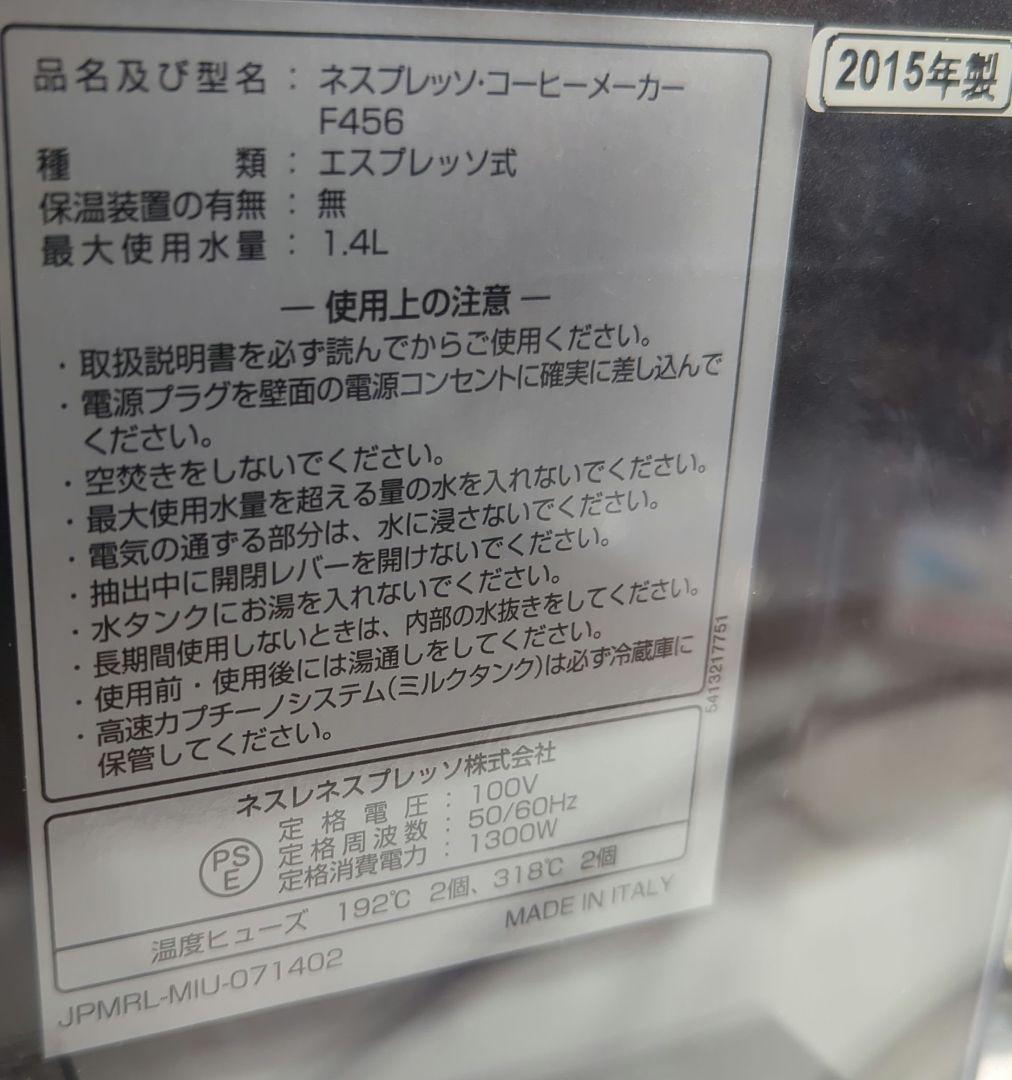 2015年製
品名及び型名：ネスプレッソ・コーヒーメーカー
F456
種類：エスプレッソ式
保温装置の有無：無
最大使用水量：1.4L
― 使用上の注意 ―
・取扱説明書を必ず読んでからご使用ください。
・電源プラグを壁面の電源コンセントに確実に差し込んで
ください。
・空焚きをしないでください。
・最大使用水量を超える量の水を入れないでください。
・電気の通ずる部分は、水に浸さないでください。
・抽出中に開閉レバーを開けないでください。
・水タンクにお湯を入れないでください。
・長期間使用しないときは、内部の水抜きをしてください。
・使用前・使用後には湯通しをしてください。
・高速カプチーノシステム(ミルクタンク)は必ず冷蔵庫に
保管してください。
5413217751
ネスレネスプレッソ株式会社
PS
E
定格電圧：100V
定格周波数：50/60Hz
定格消費電力：1300W
温度ヒューズ 192℃ 2個、318℃ 2個
JPMRL-MIU-071402
MADE IN ITALY